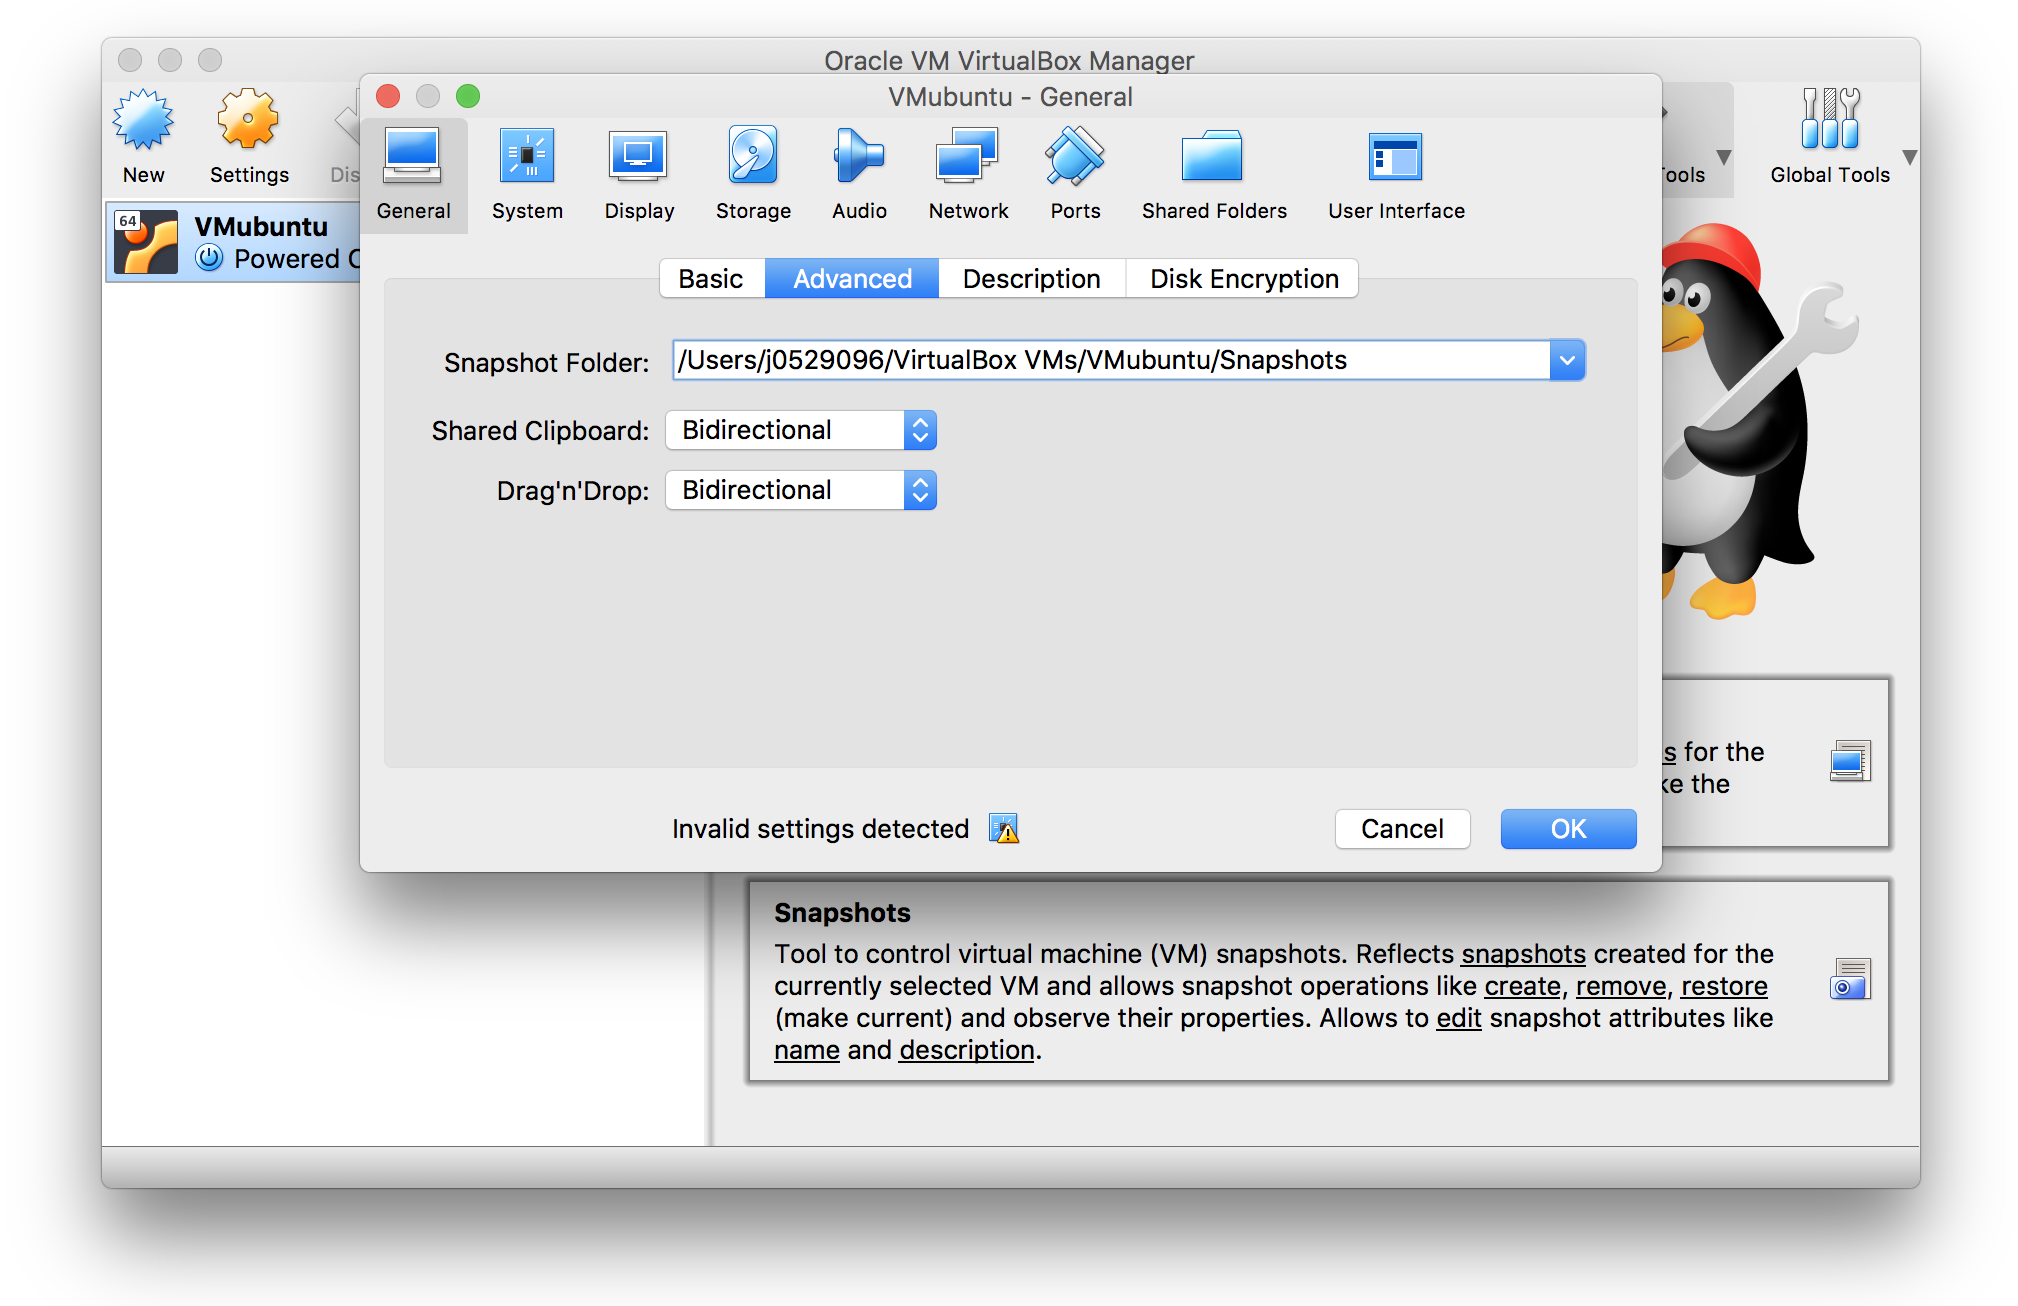 Oracle VM VirtualBox Manager
VMubuntu - General
New
Settings
General
System
Display
Storage
Audio
Network
Ports
Shared Folders
User Interface
Global Tools
64
VMubuntu
Powered
Basic
Advanced
Description
Disk Encryption
Snapshot Folder:
/Users/j0529096/VirtualBox VMs/VMubuntu/Snapshots
Shared Clipboard:
Bidirectional
Drag'n'Drop:
Bidirectional
s for the
ke the
Invalid settings detected
Cancel
OK
Snapshots
Tool to control virtual machine (VM) snapshots. Reflects snapshots created for the
currently selected VM and allows snapshot operations like create, remove, restore
(make current) and observe their properties. Allows to edit snapshot attributes like
name and description.